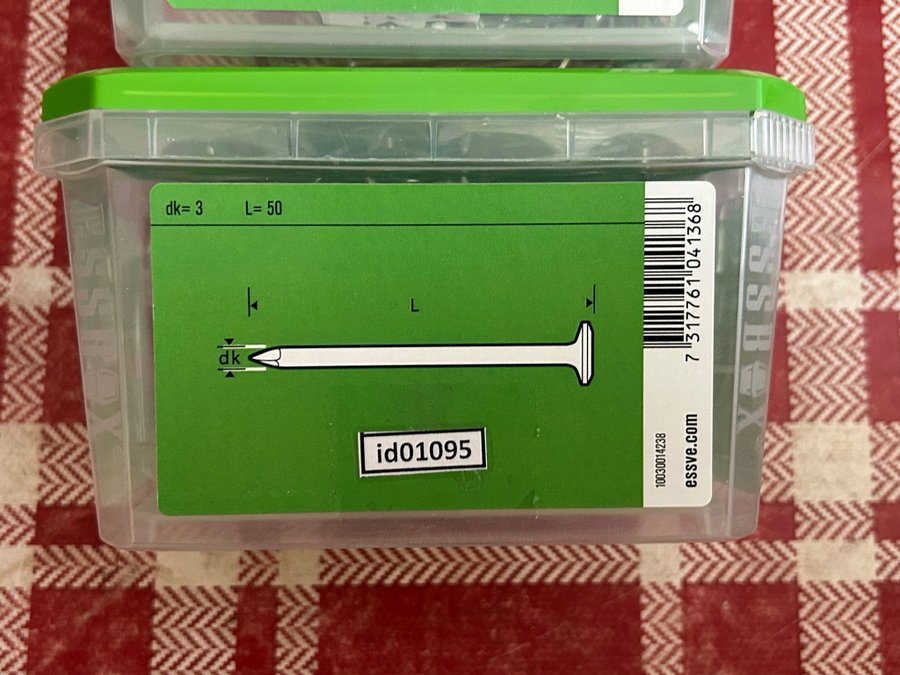 dk= 3 L= 50
L
dk
id01095
7 317761 041368
10030014238
essve.com
ESSBOX
ESSBOX